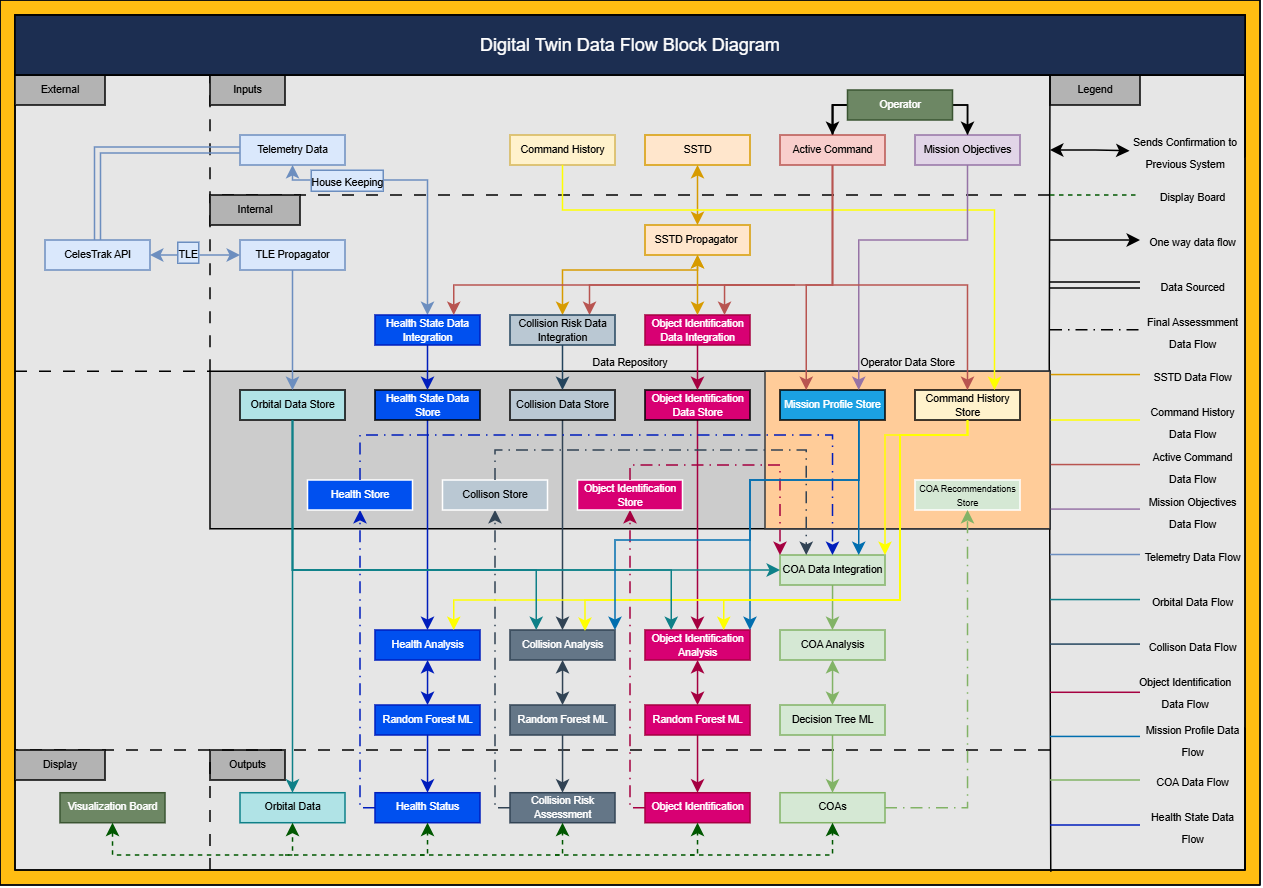 Digital Twin Data Flow Block Diagram
External
Inputs
Legend
Operator
Telemetry Data
Command History
SSTD
Active Command
Mission Objectives
House Keeping
Internal
CelesTrak API
TLE
TLE Propagator
SSTD Propagator
Health State Data
Integration
Collision Risk Data
Integration
Object Identification
Data Integration
Data Repository
Operator Data Store
Orbital Data Store
Health State Data
Store
Collision Data Store
Object Identification
Data Store
Mission Profile Store
Command History
Store
Health Store
Collison Store
Object Identification
Store
COA Recommendations
Store
COA Data Integration
Health Analysis
Collision Analysis
Object Identification
Analysis
COA Analysis
Random Forest ML
Random Forest ML
Random Forest ML
Decision Tree ML
Display
Outputs
Visualization Board
Orbital Data
Health Status
Collision Risk
Assessment
Object Identification
COAs
Sends Confirmation to
Previous System
Display Board
One way data flow
Data Sourced
Final Assessmment
Data Flow
SSTD Data Flow
Command History
Data Flow
Active Command
Data Flow
Mission Objectives
Data Flow
Telemetry Data Flow
Orbital Data Flow
Collison Data Flow
Object Identification
Data Flow
Mission Profile Data
Flow
COA Data Flow
Health State Data
Flow